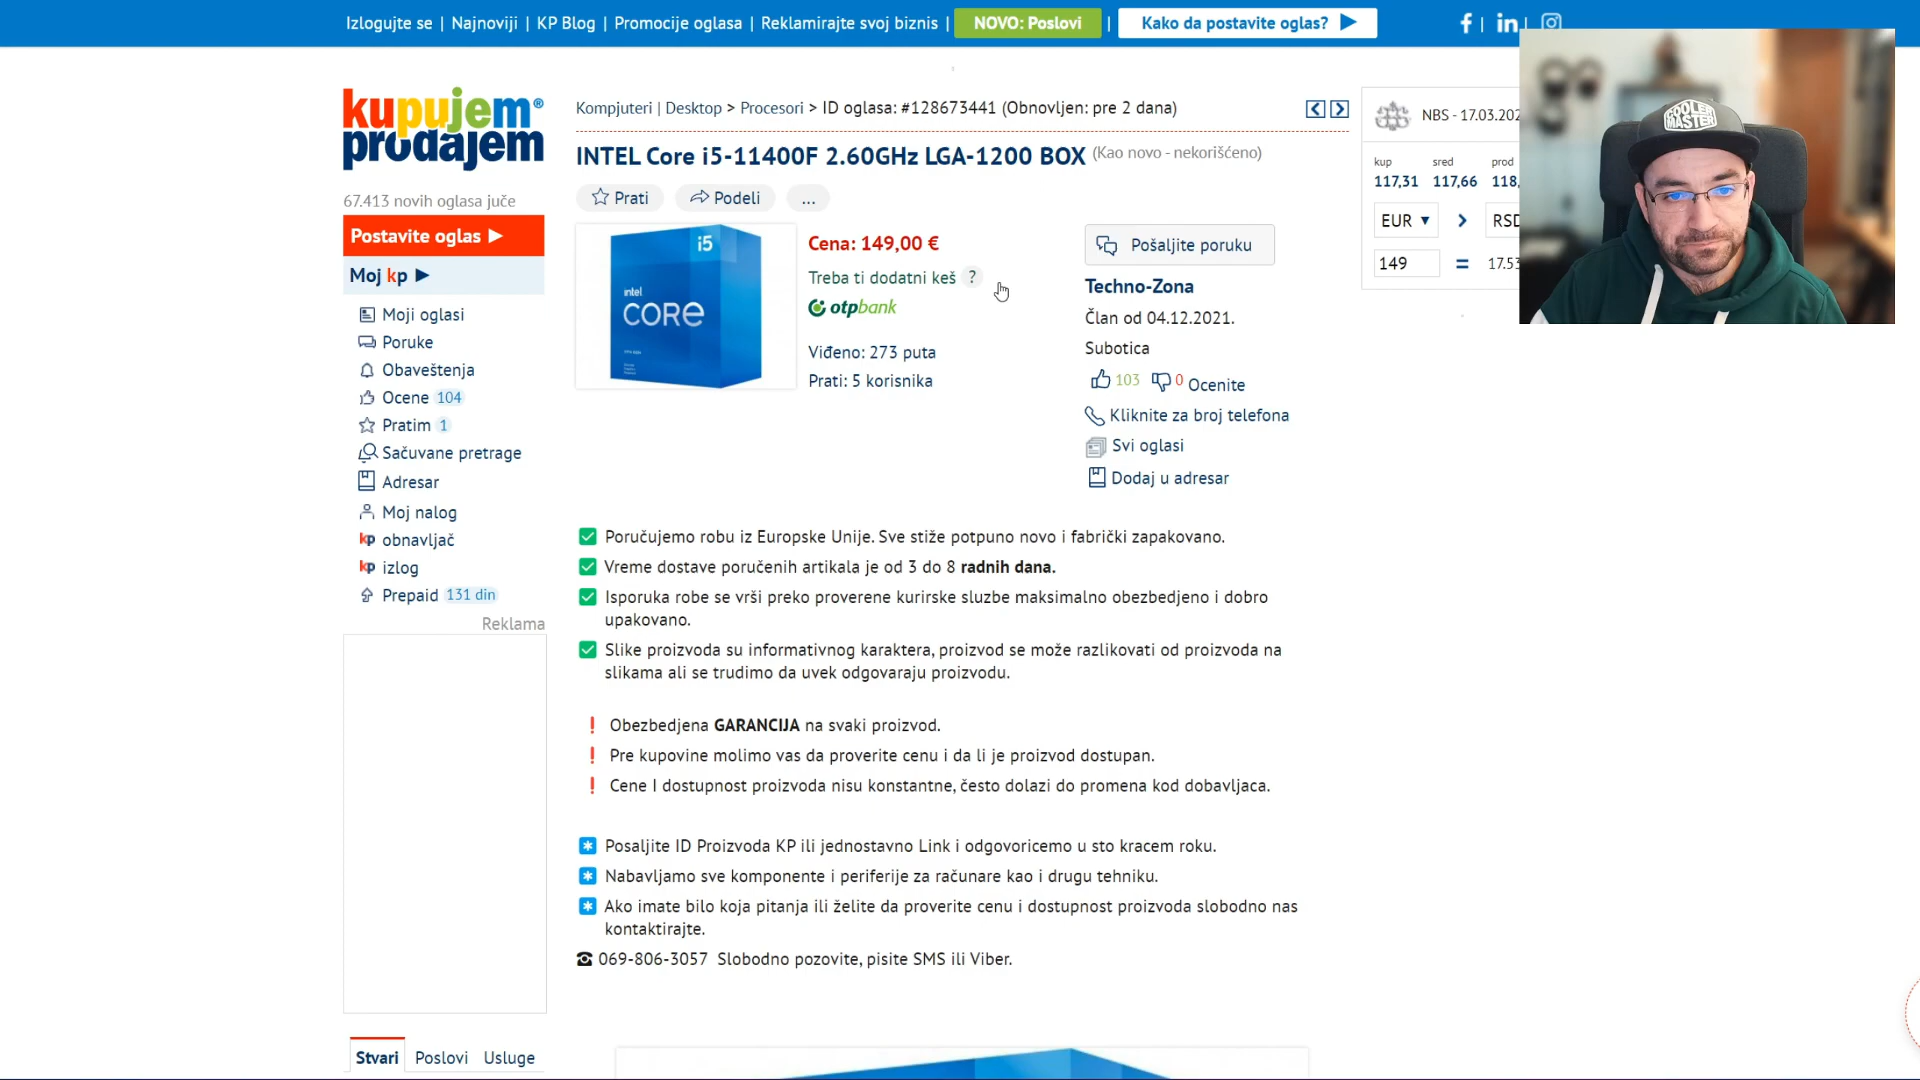 Izlogujte se | Najnoviji | KP Blog | Promocije oglasa | Reklamirajte svoj biznis | NOVO: Poslovi | Kako da postavite oglas?
kupujem®
prodajem
67.413 novih oglasa juče
Postavite oglas
Moj kp
Moji oglasi
Poruke
Obaveštenja
Ocene 104
Pratim 1
Sačuvane pretrage
Adresar
Moj nalog
kp obnavljač
kp izlog
Prepaid 131 din
Reklama
Stvari Poslovi Usluge
Kompjuteri | Desktop > Procesori > ID oglasa: #128673441 (Obnovljen: pre 2 dana)
INTEL Core i5-11400F 2.60GHz LGA-1200 BOX (Kao novo - nekorišćeno)
Prati Podeli ...
i5
intel
CORE
Cena: 149,00 €
Treba ti dodatni keš ?
otpbank
Viđeno: 273 puta
Prati: 5 korisnika
Pošaljite poruku
Techno-Zona
Član od 04.12.2021.
Subotica
103 0 Ocenite
Kliknite za broj telefona
Svi oglasi
Dodaj u adresar
Poručujemo robu iz Europske Unije. Sve stiže potpuno novo i fabrički zapakovano.
Vreme dostave poručenih artikala je od 3 do 8 radnih dana.
Isporuka robe se vrši preko proverene kurirske sluzbe maksimalno obezbedjeno i dobro
upakovano.
Slike proizvoda su informativnog karaktera, proizvod se može razlikovati od proizvoda na
slikama ali se trudimo da uvek odgovaraju proizvodu.
❗ Obezbedjena GARANCIJA na svaki proizvod.
❗ Pre kupovine molimo vas da proverite cenu i da li je proizvod dostupan.
❗ Cene I dostupnost proizvoda nisu konstantne, često dolazi do promena kod dobavljaca.
Posaljite ID Proizvoda KP ili jednostavno Link i odgovoricemo u sto kracem roku.
Nabavljamo sve komponente i periferije za računare kao i drugu tehniku.
Ako imate bilo koja pitanja ili želite da proverite cenu i dostupnost proizvoda slobodno nas
kontaktirajte.
☎ 069-806-3057 Slobodno pozovite, pisite SMS ili Viber.
NBS - 17.03.202
kup sred prod
117,31 117,66 118,
EUR > RSD
149 = 17.53
COOLER
MASTER